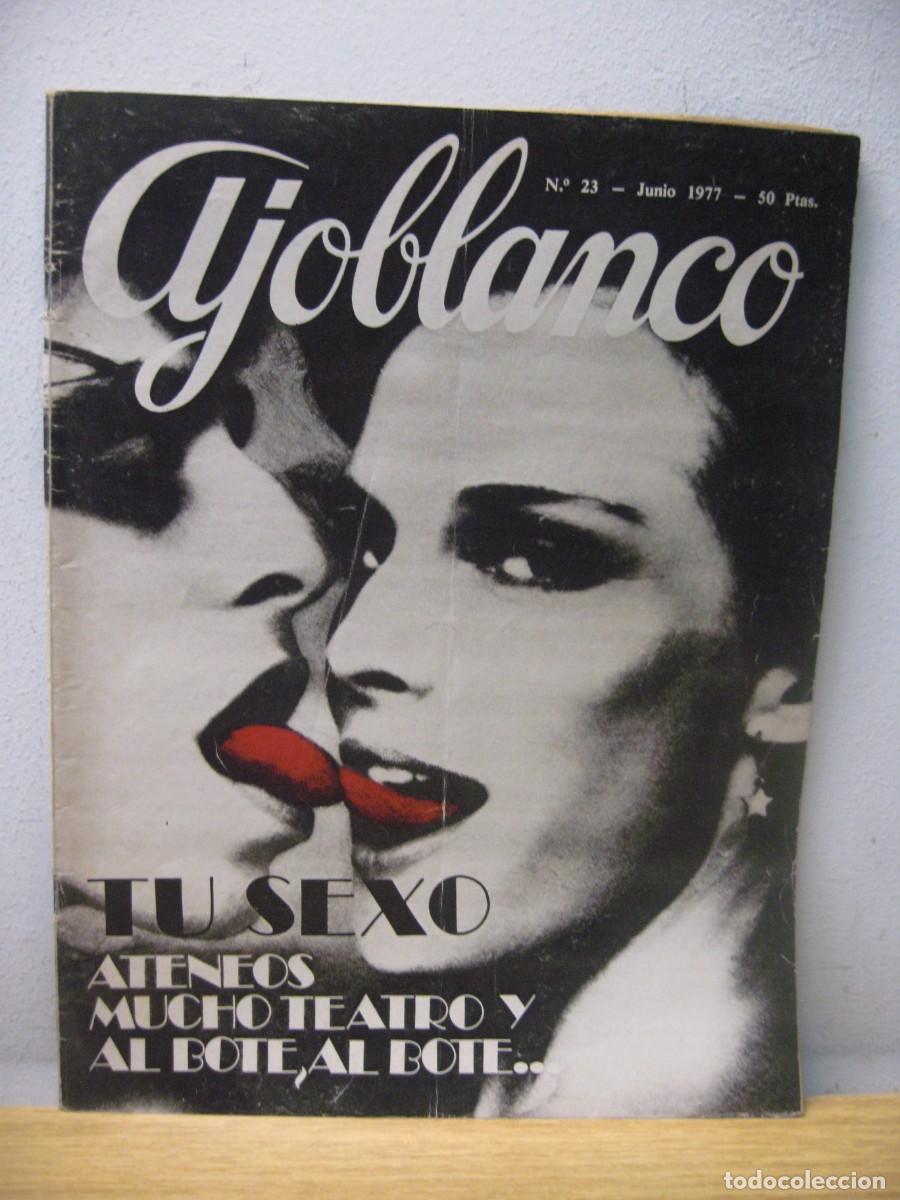 Ajoblanco
N.º 23 – Junio 1977 – 50 Ptas.
TU SEXO
ATENEOS
MUCHO TEATRO Y
AL BOTE, AL BOTE...
todocoleccion